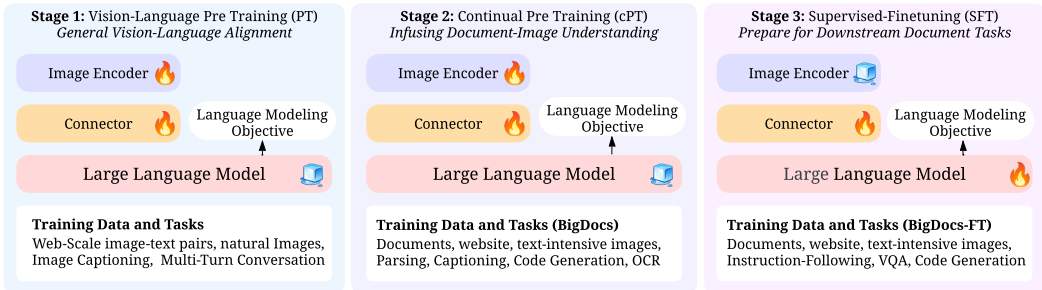 Stage 1: Vision-Language Pre Training (PT)
General Vision-Language Alignment
Image Encoder
Connector
Language Modeling
Objective
Large Language Model
Training Data and Tasks
Web-Scale image-text pairs, natural Images,
Image Captioning, Multi-Turn Conversation
Stage 2: Continual Pre Training (cPT)
Infusing Document-Image Understanding
Image Encoder
Connector
Language Modeling
Objective
Large Language Model
Training Data and Tasks (BigDocs)
Documents, website, text-intensive images,
Parsing, Captioning, Code Generation, OCR
Stage 3: Supervised-Finetuning (SFT)
Prepare for Downstream Document Tasks
Image Encoder
Connector
Language Modeling
Objective
Large Language Model
Training Data and Tasks (BigDocs-FT)
Documents, website, text-intensive images,
Instruction-Following, VQA, Code Generation